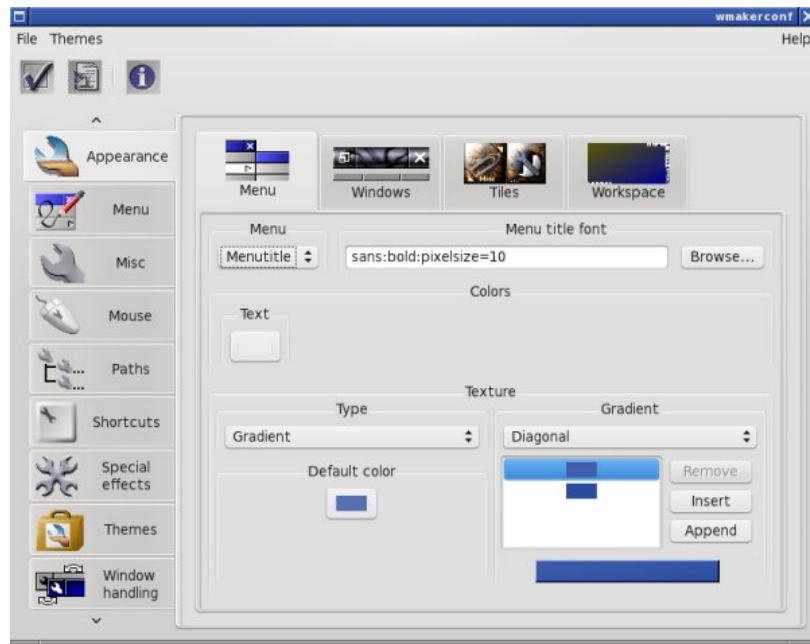 wmakerconf
File Themes Help
Appearance
Menu
Misc
Mouse
Paths
Shortcuts
Special
effects
Themes
Window
handling
Menu Windows Tiles Workspace
Menu Menu title font
Menutitle sans:bold:pixelsize=10 Browse...
Colors
Text
Texture
Type Gradient
Gradient Diagonal
Default color Remove
Insert
Append